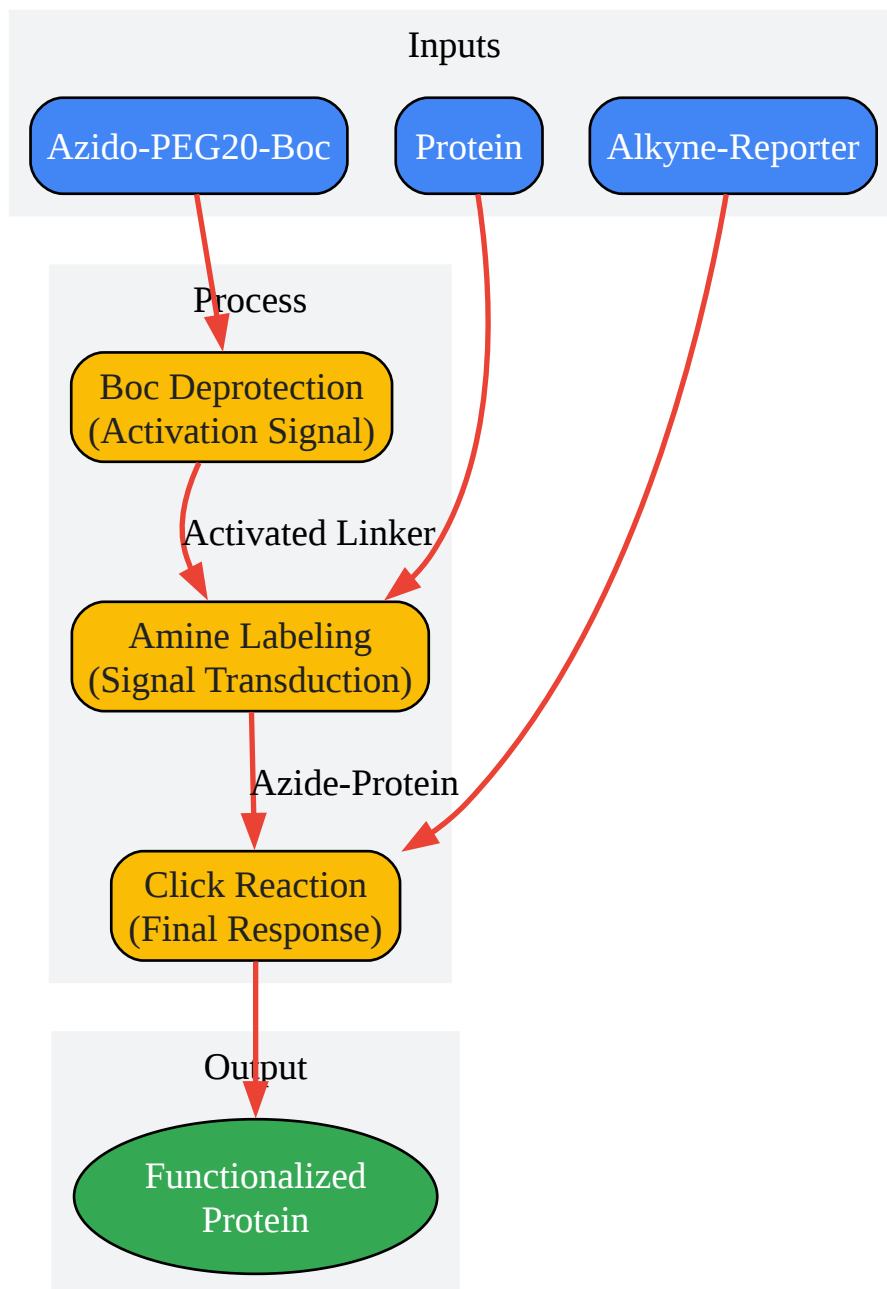 Inputs
Azido-PEG20-Boc
Protein
Alkyne-Reporter
Process
Boc Deprotection
(Activation Signal)
Activated Linker
Amine Labeling
(Signal Transduction)
Azide-Protein
Click Reaction
(Final Response)
Output
Functionalized
Protein